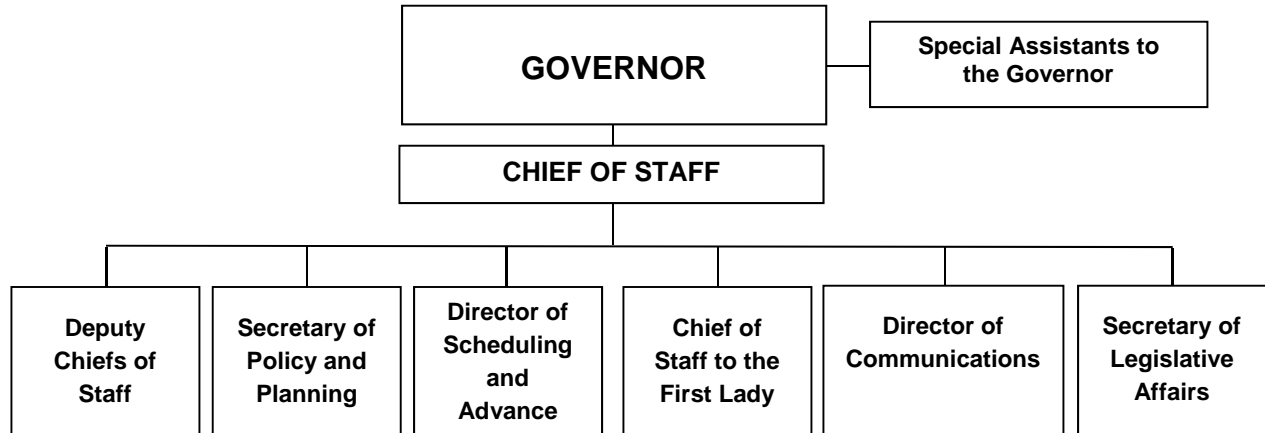 GOVERNOR
Special Assistants to
the Governor
CHIEF OF STAFF
Deputy
Chiefs of
Staff
Secretary of
Policy and
Planning
Director of
Scheduling
and
Advance
Chief of
Staff to the
First Lady
Director of
Communications
Secretary of
Legislative
Affairs